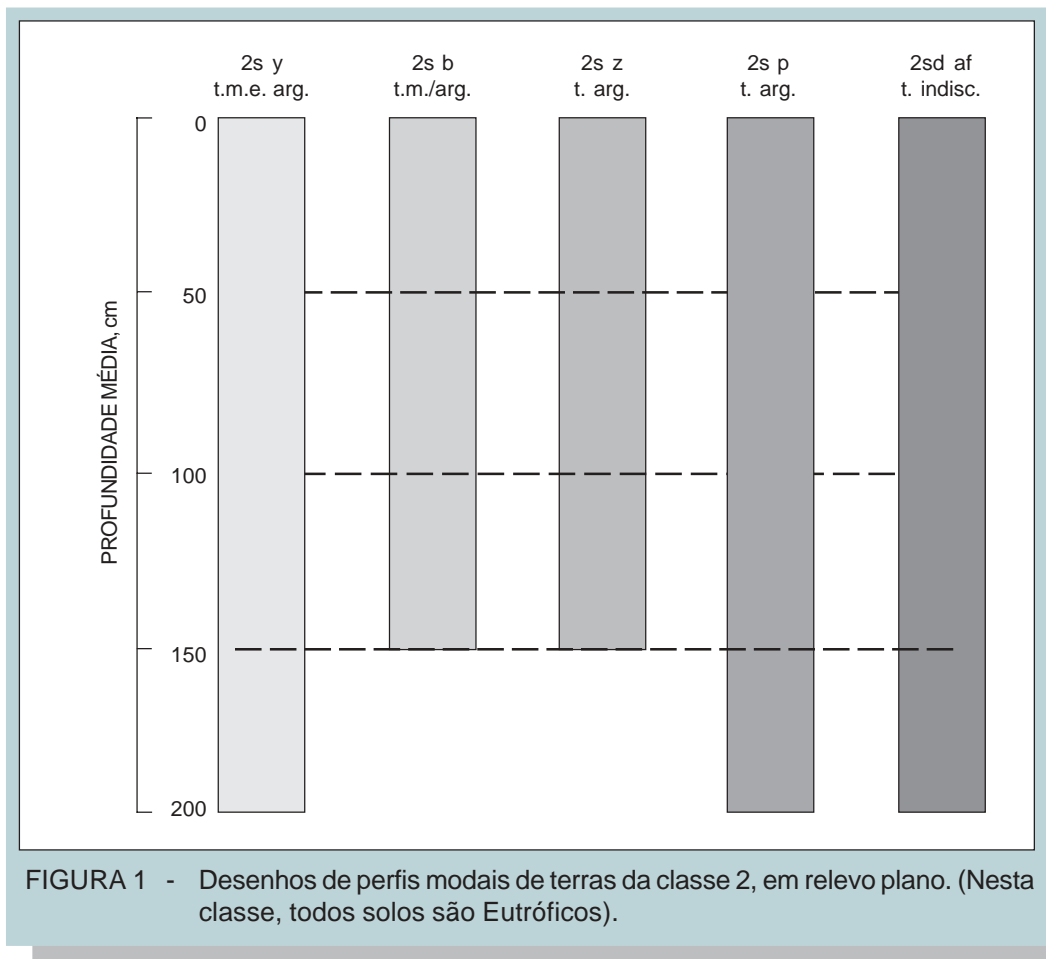 2s y 2s b 2s z 2s p 2sd af
t.m.e. arg. t.m./arg. t. arg. t. arg. t. indisc.
0
50
100
150
200
PROFUNDIDADE MÉDIA, cm
FIGURA 1 - Desenhos de perfis modais de terras da classe 2, em relevo plano. (Nesta
classe, todos solos são Eutróficos).